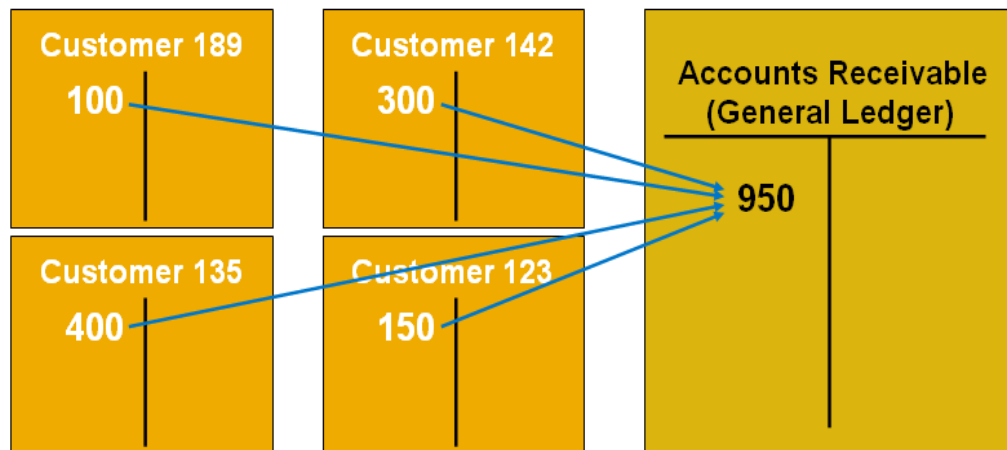 Customer 189
100
Customer 142
300
Customer 135
400
Customer 123
150
Accounts Receivable
(General Ledger)
950